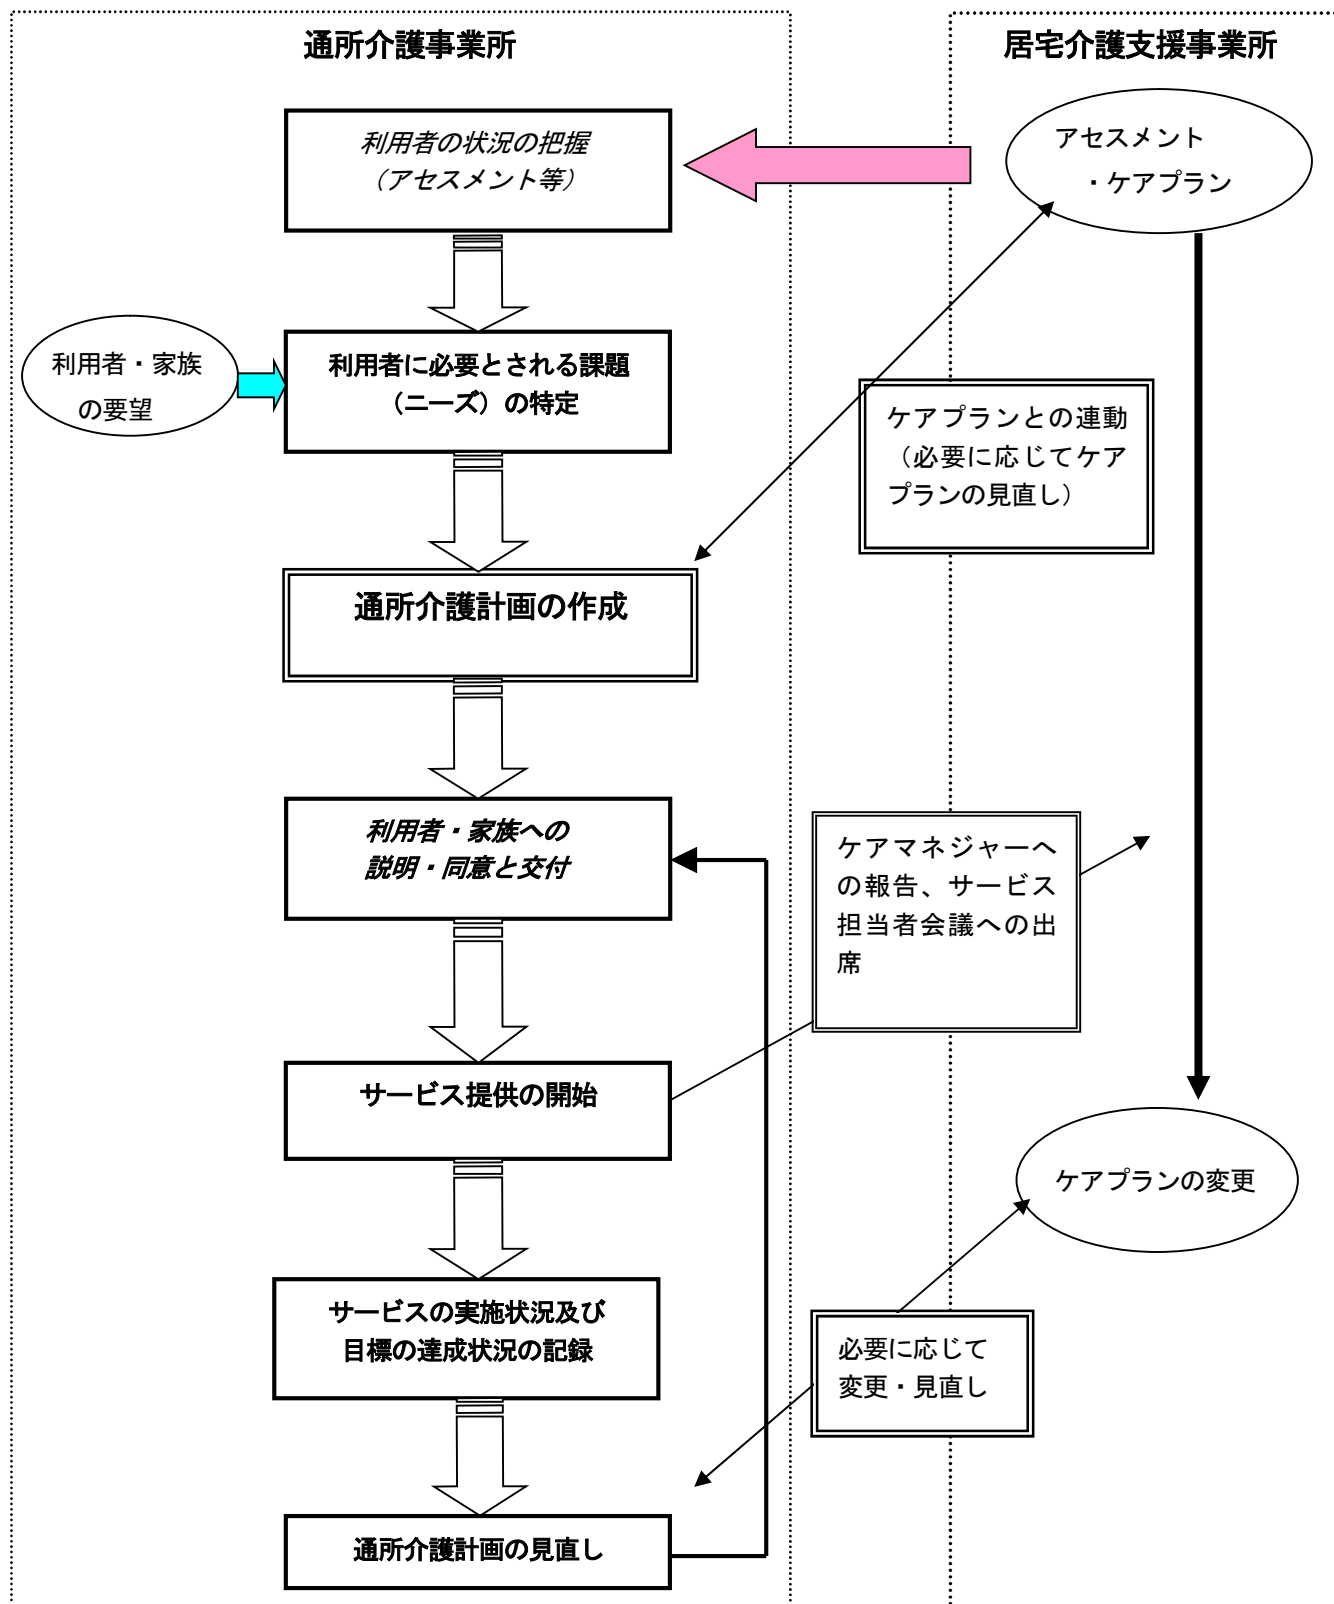 通所介護事業所
居宅介護支援事業所
利用者の状況の把握
（アセスメント等）
アセスメント
・ケアプラン
利用者・家族
の要望
利用者に必要とされる課題
（ニーズ）の特定
ケアプランとの連動
（必要に応じてケア
プランの見直し）
通所介護計画の作成
利用者・家族への
説明・同意と交付
ケアマネジャーへ
の報告、サービス
担当者会議への出
席
サービス提供の開始
ケアプランの変更
サービスの実施状況及び
目標の達成状況の記録
必要に応じて
変更・見直し
通所介護計画の見直し